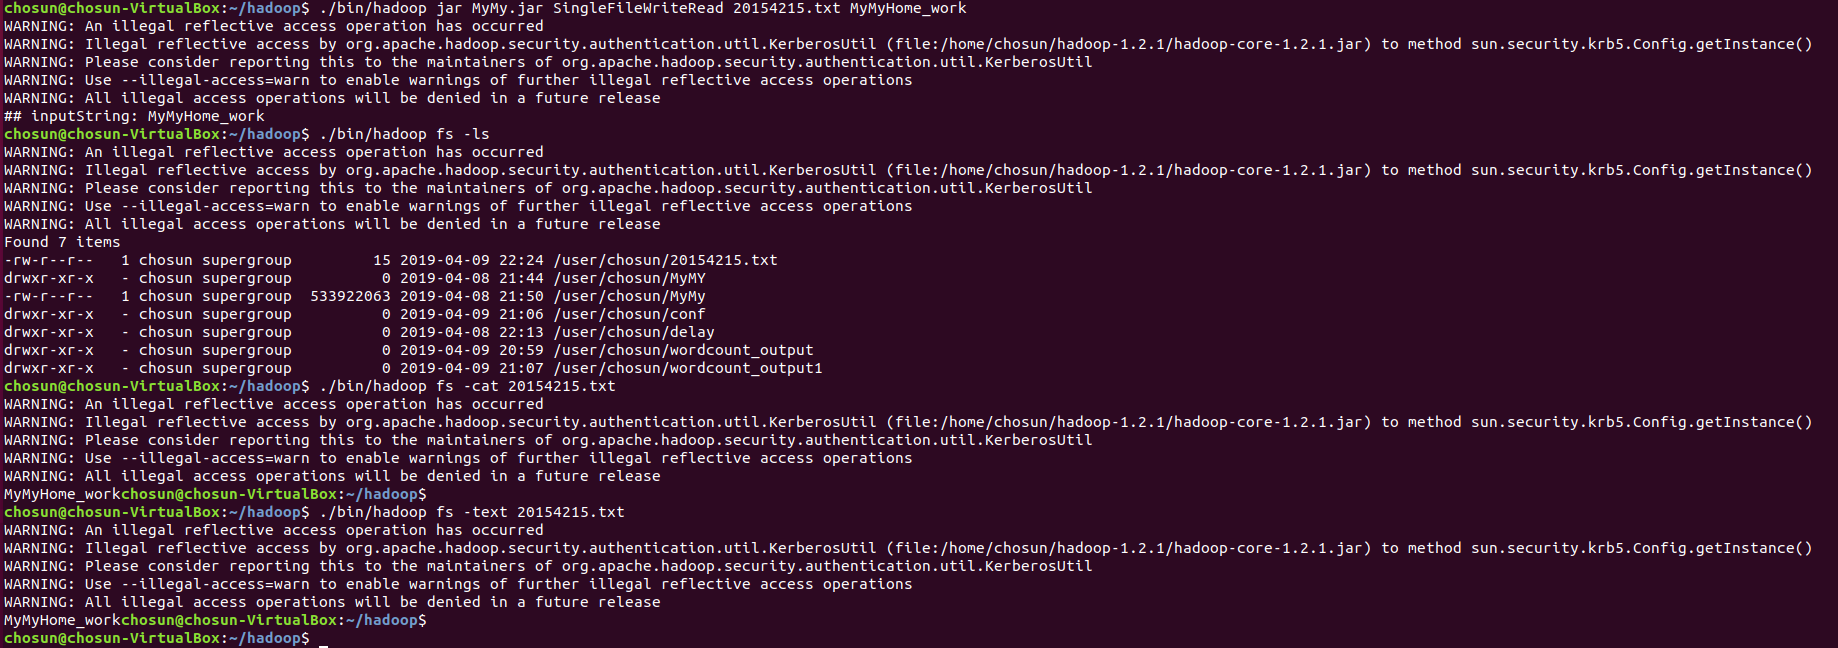 chosun@chosun-VirtualBox:~/hadoop$ ./bin/hadoop jar MyMy.jar SingleFileWriteRead 20154215.txt MyMyHome_work
WARNING: An illegal reflective access operation has occurred
WARNING: Illegal reflective access by org.apache.hadoop.security.authentication.util.KerberosUtil (file:/home/chosun/hadoop-1.2.1/hadoop-core-1.2.1.jar) to method sun.security.krb5.Config.getInstance()
WARNING: Please consider reporting this to the maintainers of org.apache.hadoop.security.authentication.util.KerberosUtil
WARNING: Use --illegal-access=warn to enable warnings of further illegal reflective access operations
WARNING: All illegal access operations will be denied in a future release
## inputString: MyMyHome_work
chosun@chosun-VirtualBox:~/hadoop$ ./bin/hadoop fs -ls
WARNING: An illegal reflective access operation has occurred
WARNING: Illegal reflective access by org.apache.hadoop.security.authentication.util.KerberosUtil (file:/home/chosun/hadoop-1.2.1/hadoop-core-1.2.1.jar) to method sun.security.krb5.Config.getInstance()
WARNING: Please consider reporting this to the maintainers of org.apache.hadoop.security.authentication.util.KerberosUtil
WARNING: Use --illegal-access=warn to enable warnings of further illegal reflective access operations
WARNING: All illegal access operations will be denied in a future release
Found 7 items
-rw-r--r--   1 chosun supergroup         15 2019-04-09 22:24 /user/chosun/20154215.txt
drwxr-xr-x   - chosun supergroup          0 2019-04-08 21:44 /user/chosun/MyMY
-rw-r--r--   1 chosun supergroup  533922063 2019-04-08 21:50 /user/chosun/MyMy
drwxr-xr-x   - chosun supergroup          0 2019-04-09 21:06 /user/chosun/conf
drwxr-xr-x   - chosun supergroup          0 2019-04-08 22:13 /user/chosun/delay
drwxr-xr-x   - chosun supergroup          0 2019-04-09 20:59 /user/chosun/wordcount_output
drwxr-xr-x   - chosun supergroup          0 2019-04-09 21:07 /user/chosun/wordcount_output1
chosun@chosun-VirtualBox:~/hadoop$ ./bin/hadoop fs -cat 20154215.txt
WARNING: An illegal reflective access operation has occurred
WARNING: Illegal reflective access by org.apache.hadoop.security.authentication.util.KerberosUtil (file:/home/chosun/hadoop-1.2.1/hadoop-core-1.2.1.jar) to method sun.security.krb5.Config.getInstance()
WARNING: Please consider reporting this to the maintainers of org.apache.hadoop.security.authentication.util.KerberosUtil
WARNING: Use --illegal-access=warn to enable warnings of further illegal reflective access operations
WARNING: All illegal access operations will be denied in a future release
MyMyHome_workchosun@chosun-VirtualBox:~/hadoop$
chosun@chosun-VirtualBox:~/hadoop$ ./bin/hadoop fs -text 20154215.txt
WARNING: An illegal reflective access operation has occurred
WARNING: Illegal reflective access by org.apache.hadoop.security.authentication.util.KerberosUtil (file:/home/chosun/hadoop-1.2.1/hadoop-core-1.2.1.jar) to method sun.security.krb5.Config.getInstance()
WARNING: Please consider reporting this to the maintainers of org.apache.hadoop.security.authentication.util.KerberosUtil
WARNING: Use --illegal-access=warn to enable warnings of further illegal reflective access operations
WARNING: All illegal access operations will be denied in a future release
MyMyHome_workchosun@chosun-VirtualBox:~/hadoop$
chosun@chosun-VirtualBox:~/hadoop$